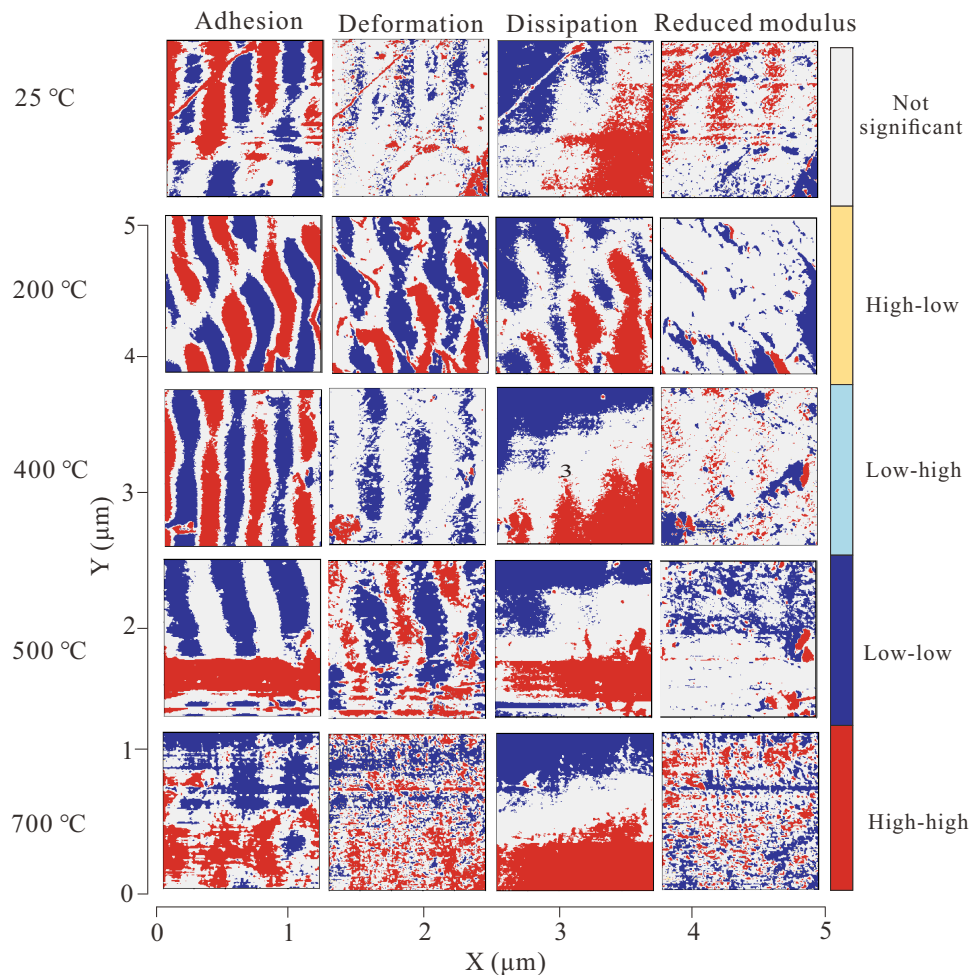 Adhesion Deformation Dissipation Reduced modulus
25 °C
Not
significant
5
200 °C
High-low
4
400 °C
Low-high
3
3
Y (μm)
500 °C
2
Low-low
1
700 °C
High-high
0
0 1 2 3 4 5
X (μm)